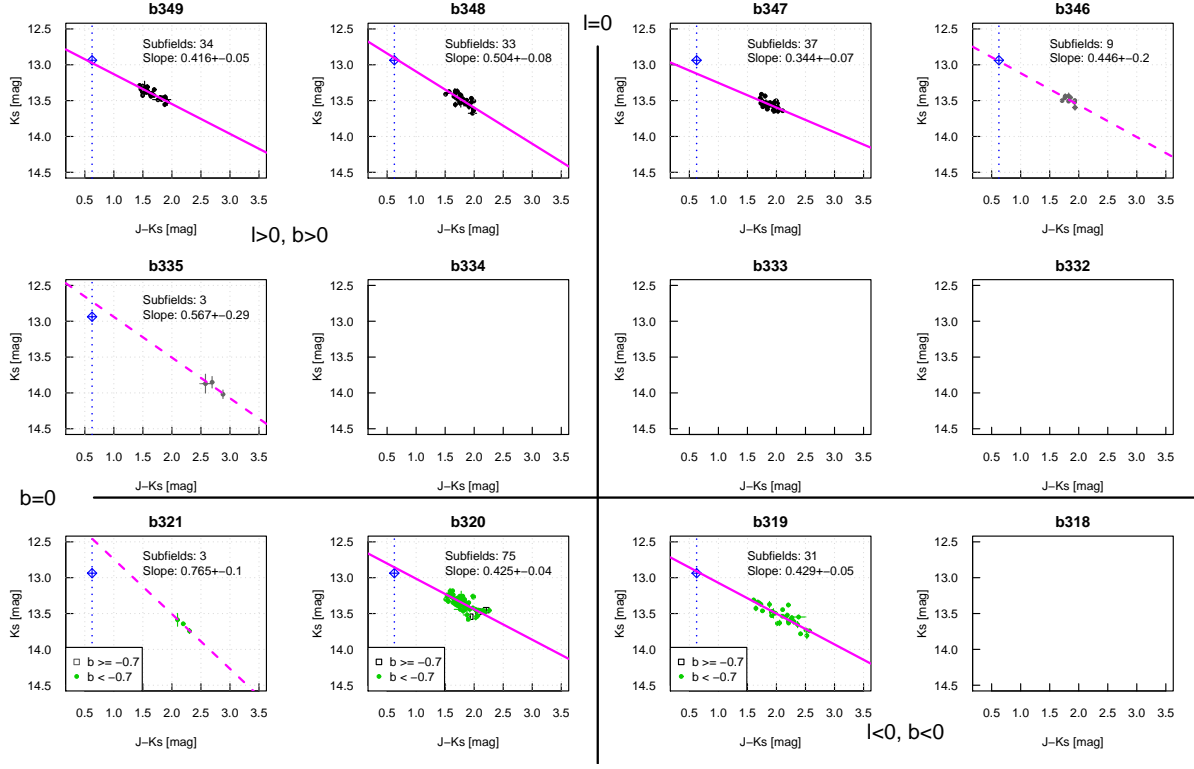 b349
b348
l=0
b347
b346
Subfields: 34
Slope: 0.416+−0.05
Subfields: 33
Slope: 0.504+−0.08
Subfields: 37
Slope: 0.344+−0.07
Subfields: 9
Slope: 0.446+−0.2
Ks [mag]
12.5
13.0
13.5
14.0
14.5
Ks [mag]
12.5
13.0
13.5
14.0
14.5
Ks [mag]
12.5
13.0
13.5
14.0
14.5
Ks [mag]
12.5
13.0
13.5
14.0
14.5
0.5 1.0 1.5 2.0 2.5 3.0 3.5
0.5 1.0 1.5 2.0 2.5 3.0 3.5
0.5 1.0 1.5 2.0 2.5 3.0 3.5
0.5 1.0 1.5 2.0 2.5 3.0 3.5
J−Ks [mag]
J−Ks [mag]
J−Ks [mag]
J−Ks [mag]
l>0, b>0
b335
b334
b333
b332
Subfields: 3
Slope: 0.567+−0.29
Ks [mag]
12.5
13.0
13.5
14.0
14.5
Ks [mag]
12.5
13.0
13.5
14.0
14.5
Ks [mag]
12.5
13.0
13.5
14.0
14.5
Ks [mag]
12.5
13.0
13.5
14.0
14.5
0.5 1.0 1.5 2.0 2.5 3.0 3.5
0.5 1.0 1.5 2.0 2.5 3.0 3.5
0.5 1.0 1.5 2.0 2.5 3.0 3.5
0.5 1.0 1.5 2.0 2.5 3.0 3.5
J−Ks [mag]
J−Ks [mag]
J−Ks [mag]
J−Ks [mag]
b=0
b321
b320
b319
b318
Subfields: 3
Slope: 0.765+−0.1
Subfields: 75
Slope: 0.425+−0.04
Subfields: 31
Slope: 0.429+−0.05
Ks [mag]
12.5
13.0
13.5
14.0
14.5
Ks [mag]
12.5
13.0
13.5
14.0
14.5
Ks [mag]
12.5
13.0
13.5
14.0
14.5
Ks [mag]
12.5
13.0
13.5
14.0
14.5
b >= −0.7
b < −0.7
b >= −0.7
b < −0.7
b >= −0.7
b < −0.7
0.5 1.0 1.5 2.0 2.5 3.0 3.5
0.5 1.0 1.5 2.0 2.5 3.0 3.5
0.5 1.0 1.5 2.0 2.5 3.0 3.5
0.5 1.0 1.5 2.0 2.5 3.0 3.5
J−Ks [mag]
J−Ks [mag]
J−Ks [mag]
J−Ks [mag]
l<0, b<0